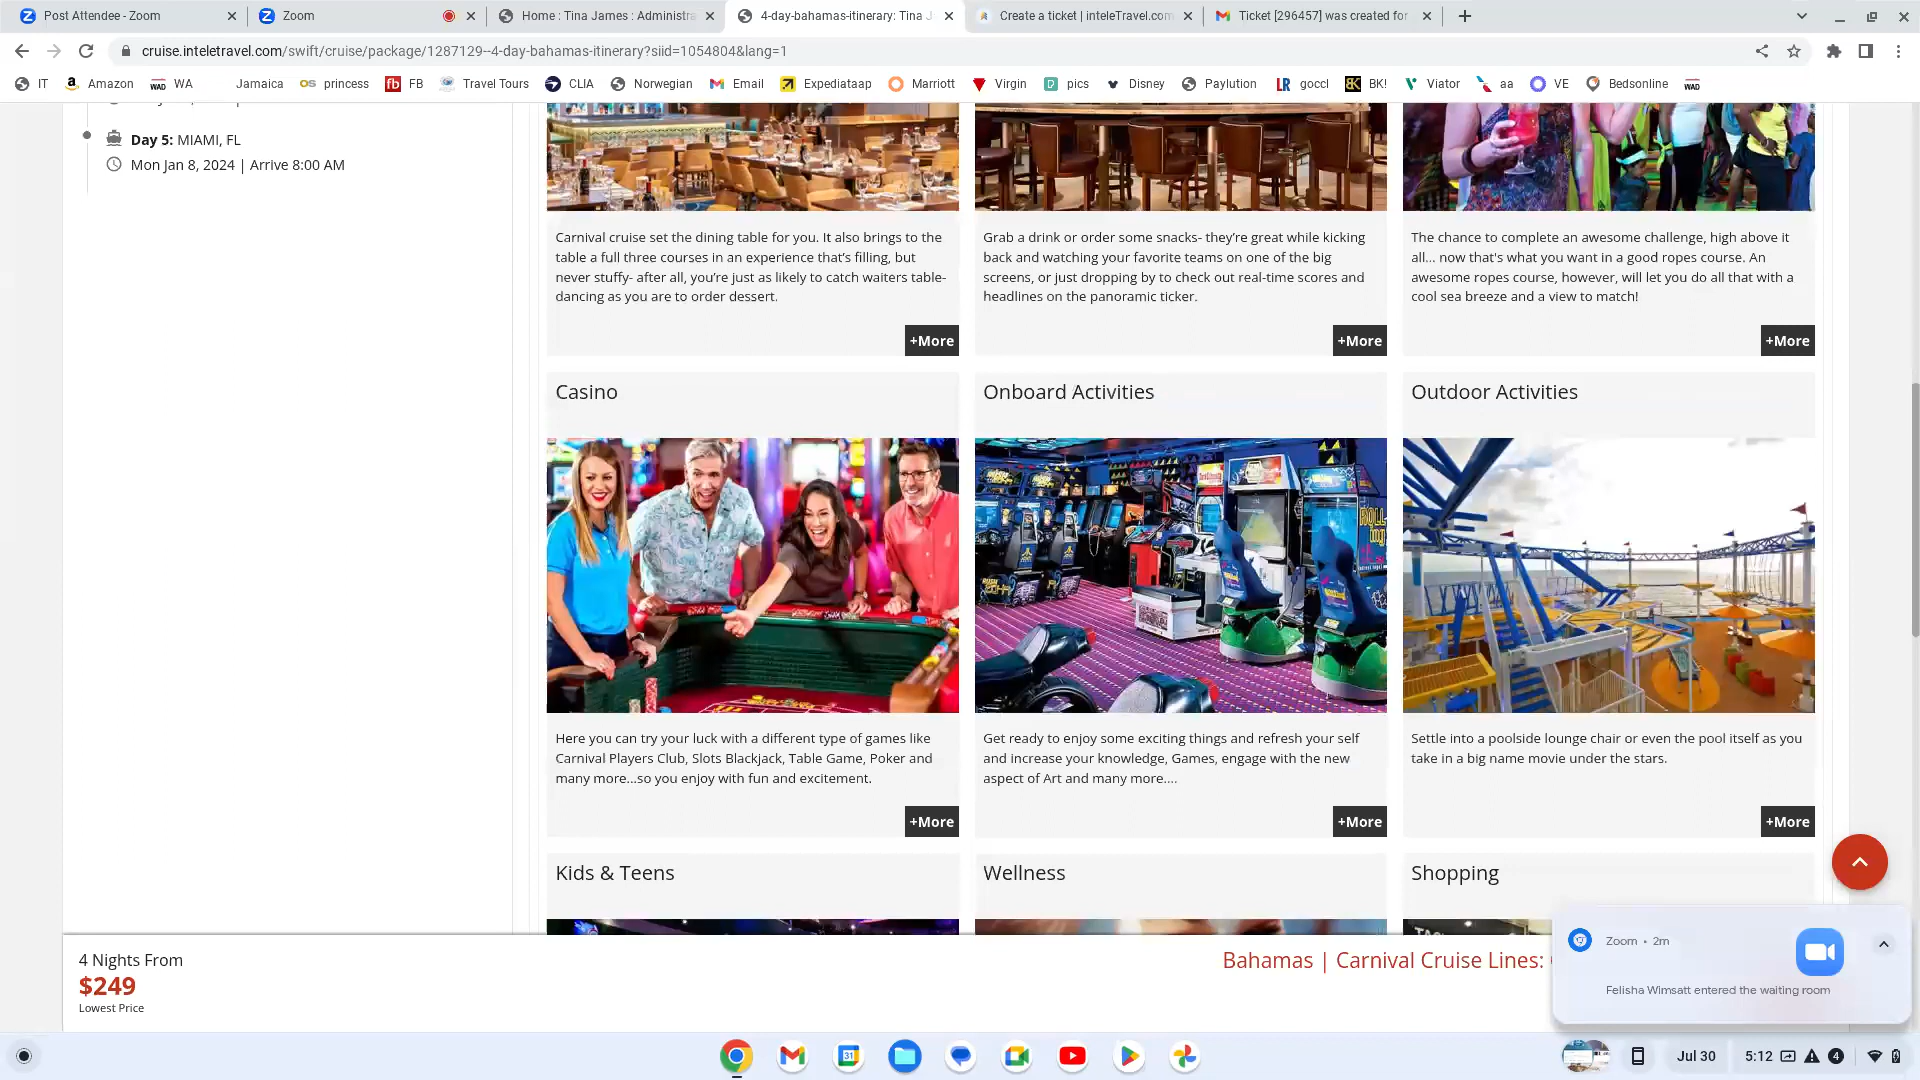 Post Attendee - Zoom
Zoom
Home : Tina James : Administra
4-day-bahamas-itinerary: Tina J
Create a ticket | inteleTravel.com
Ticket [296457] was created for
cruise.inteletravel.com/swift/cruise/package/1287129--4-day-bahamas-itinerary?siid=1054804&lang=1
IT
Amazon
WAD WA
Jamaica
princess
fb FB
Travel Tours
CLIA
Norwegian
Email
Expediataap
Marriott
Virgin
pics
Disney
Paylution
LR goccl
BK BK!
Viator
aa
VE
Bedsonline
WAD
Day 5: MIAMI, FL
Mon Jan 8, 2024 | Arrive 8:00 AM
Carnival cruise set the dining table for you. It also brings to the
table a full three courses in an experience that's filling, but
never stuffy- after all, you're just as likely to catch waiters table-
dancing as you are to order dessert.
+More
Grab a drink or order some snacks- they're great while kicking
back and watching your favorite teams on one of the big
screens, or just dropping by to check out real-time scores and
headlines on the panoramic ticker.
+More
The chance to complete an awesome challenge, high above it
all... now that's what you want in a good ropes course. An
awesome ropes course, however, will let you do all that with a
cool sea breeze and a view to match!
+More
Casino
Onboard Activities
Outdoor Activities
Here you can try your luck with a different type of games like
Carnival Players Club, Slots Blackjack, Table Game, Poker and
many more...so you enjoy with fun and excitement.
+More
Get ready to enjoy some exciting things and refresh your self
and increase your knowledge, Games, engage with the new
aspect of Art and many more....
+More
Settle into a poolside lounge chair or even the pool itself as you
take in a big name movie under the stars.
+More
Kids & Teens
Wellness
Shopping
4 Nights From
$249
Lowest Price
Bahamas | Carnival Cruise Lines:
Zoom • 2m
Felisha Wimsatt entered the waiting room
31
Jul 30
5:12
4